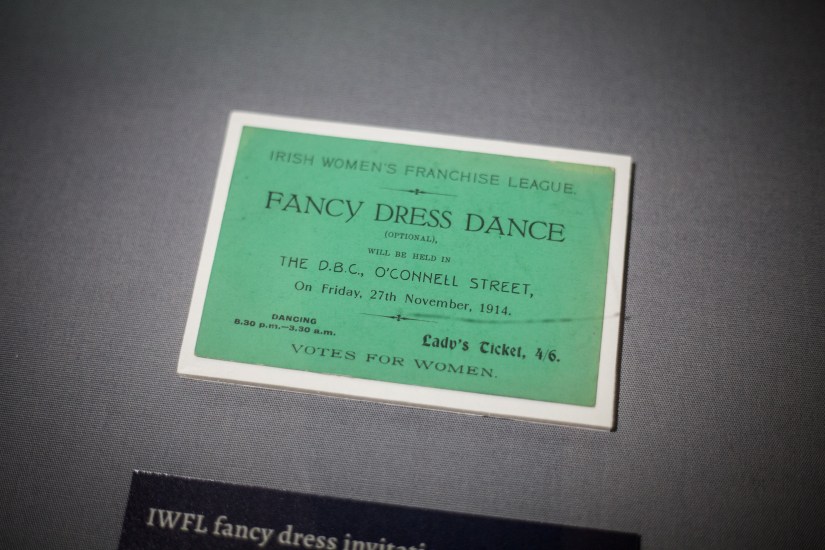 IRISH WOMEN'S FRANCHISE LEAGUE.
FANCY DRESS DANCE
(OPTIONAL),
WILL BE HELD IN
THE D.B.C., O'CONNELL STREET,
On Friday, 27th November, 1914.
DANCING
8.30 p.m.—3.30 a.m.
Lady's Ticket, 4/6.
VOTES FOR WOMEN.
IWFL fancy dress